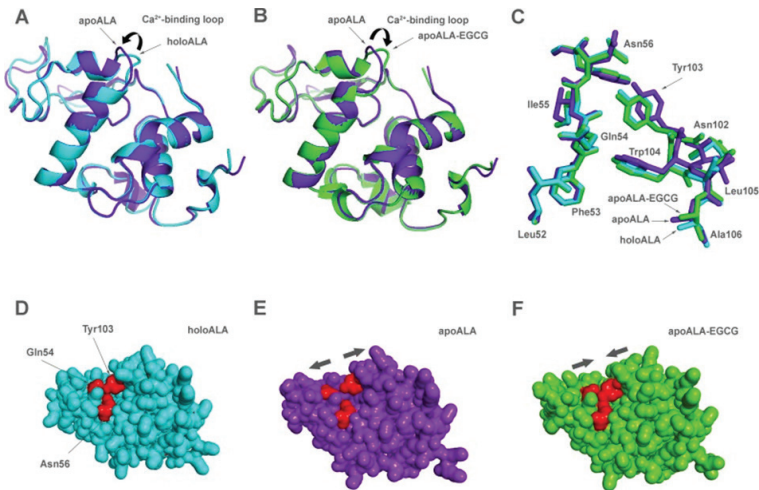 A
apoALA
Ca²⁺-binding loop
holoALA
B
apoALA
Ca²⁺-binding loop
apoALA-EGCG
C
Asn56
Tyr103
Ile55
Asn102
Gln54
Trp104
Leu105
apoALA-EGCG
Phe53
apoALA
Leu52
holoALA
Ala106
D
Tyr103
holoALA
Gln54
Asn56
E
apoALA
F
apoALA-EGCG